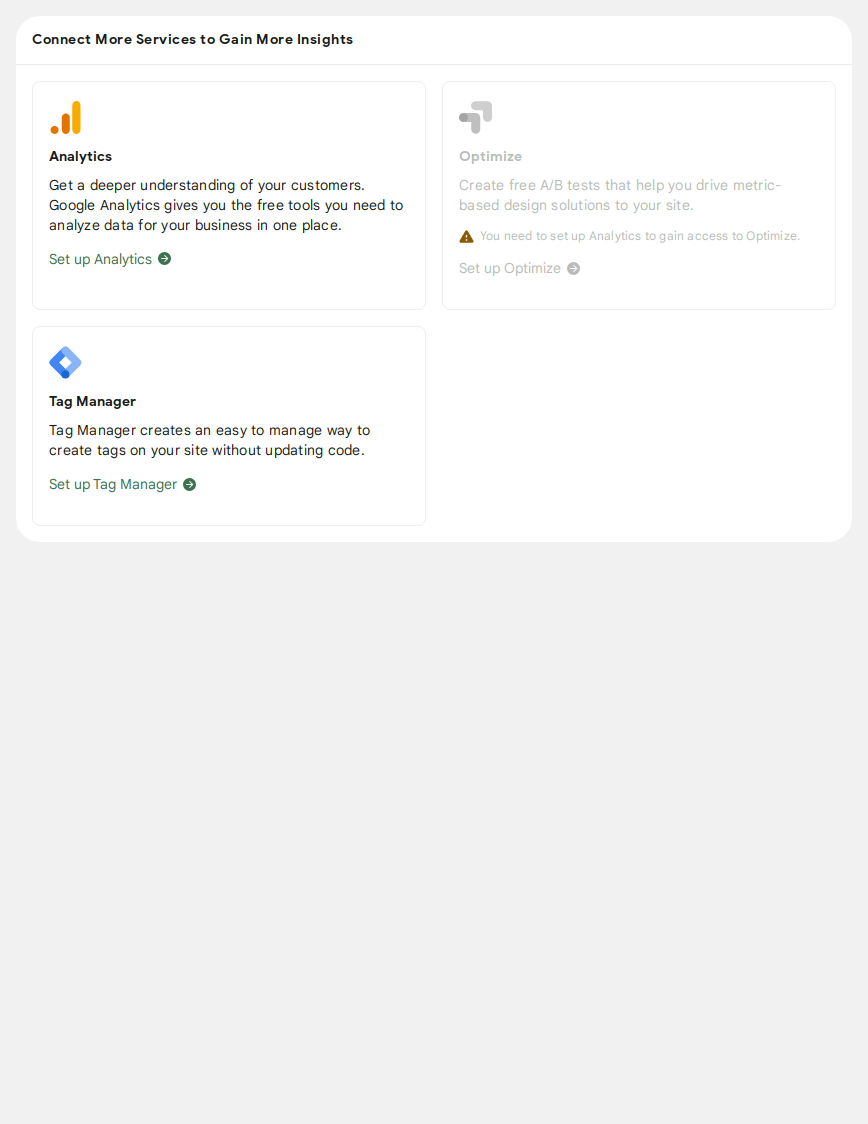 Connect More Services to Gain More Insights
Analytics
Get a deeper understanding of your customers.
Google Analytics gives you the free tools you need to
analyze data for your business in one place.
Set up Analytics
Optimize
Create free A/B tests that help you drive metric-
based design solutions to your site.
You need to set up Analytics to gain access to Optimize.
Set up Optimize
Tag Manager
Tag Manager creates an easy to manage way to
create tags on your site without updating code.
Set up Tag Manager